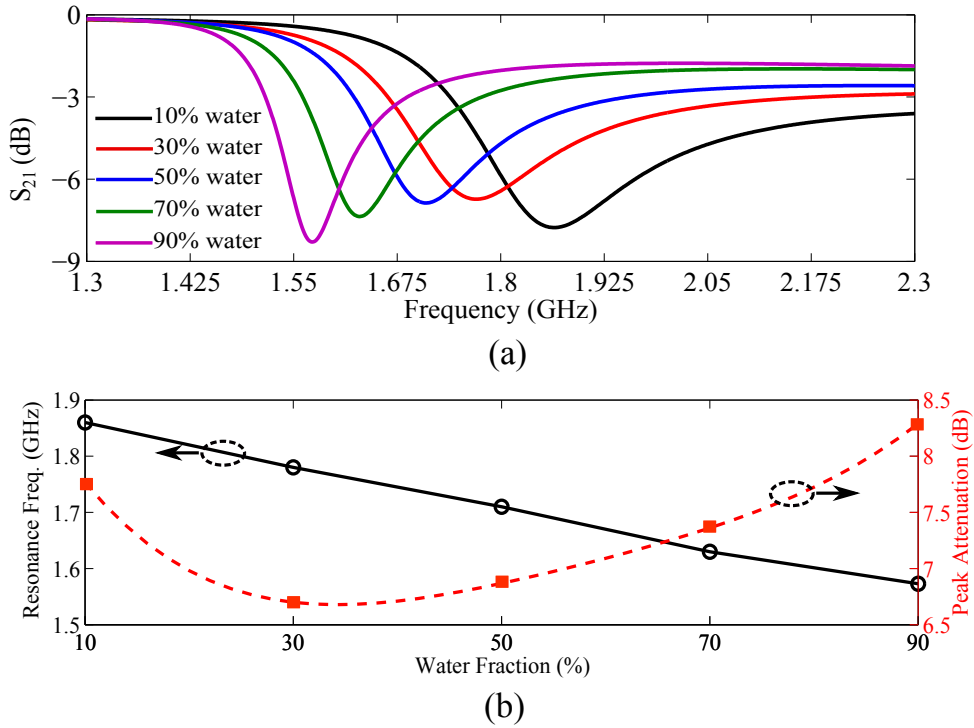 0
−3
−6
−9
S21 (dB)
10% water
30% water
50% water
70% water
90% water
1.3 1.425 1.55 1.675 1.8 1.925 2.05 2.175 2.3
Frequency (GHz)
(a)
1.9
1.8
1.7
1.6
1.5
Resonance Freq. (GHz)
8.5
8
7.5
7
6.5
Peak Attenuation (dB)
10 30 50 70 90
Water Fraction (%)
(b)